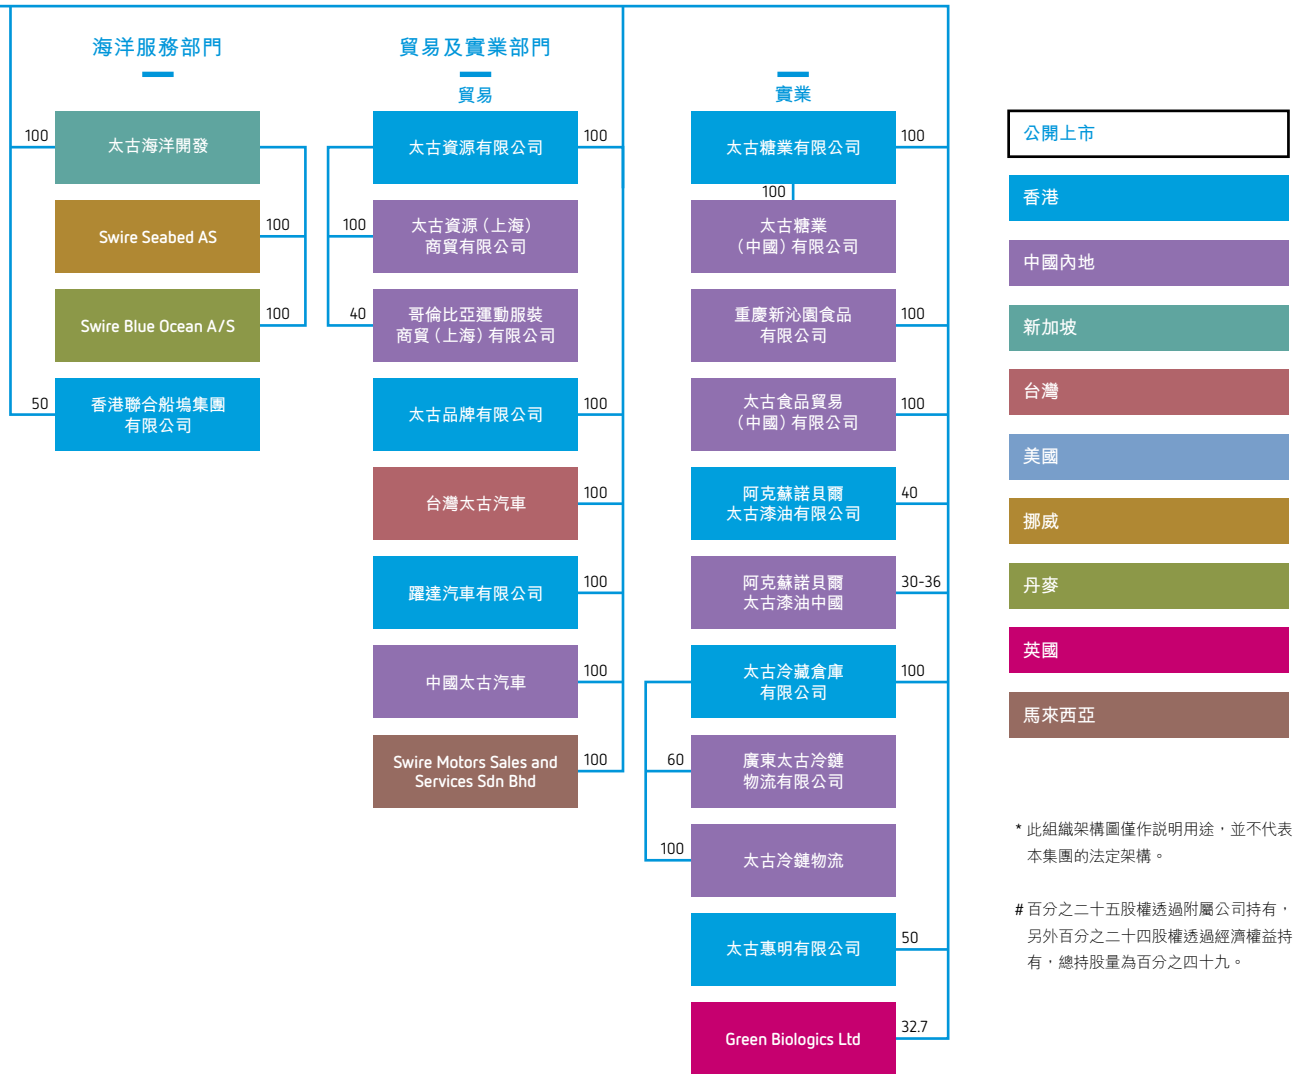 海洋服務部門
100
太古海洋開發
Swire Seabed AS
100
Swire Blue Ocean A/S
100
50
香港聯合船塢集團
有限公司
貿易及實業部門
貿易
太古資源有限公司
100
100
太古資源（上海）
商貿有限公司
40
哥倫比亞運動服裝
商貿（上海）有限公司
太古品牌有限公司
100
台灣太古汽車
100
躍達汽車有限公司
100
中國太古汽車
100
Swire Motors Sales and
Services Sdn Bhd
100
實業
太古糖業有限公司
100
100
太古糖業
（中國）有限公司
重慶新沁園食品
有限公司
100
太古食品貿易
（中國）有限公司
100
阿克蘇諾貝爾
太古漆油有限公司
40
阿克蘇諾貝爾
太古漆油中國
30-36
太古冷藏倉庫
有限公司
100
60
廣東太古冷鏈
物流有限公司
100
太古冷鏈物流
太古惠明有限公司
50
Green Biologics Ltd
32.7
公開上市
香港
中國內地
新加坡
台灣
美國
挪威
丹麥
英國
馬來西亞
* 此組織架構圖僅作說明用途，並不代表
本集團的法定架構。
# 百分之二十五股權透過附屬公司持有，
另外百分之二十四股權透過經濟權益持
有，總持股量為百分之四十九。